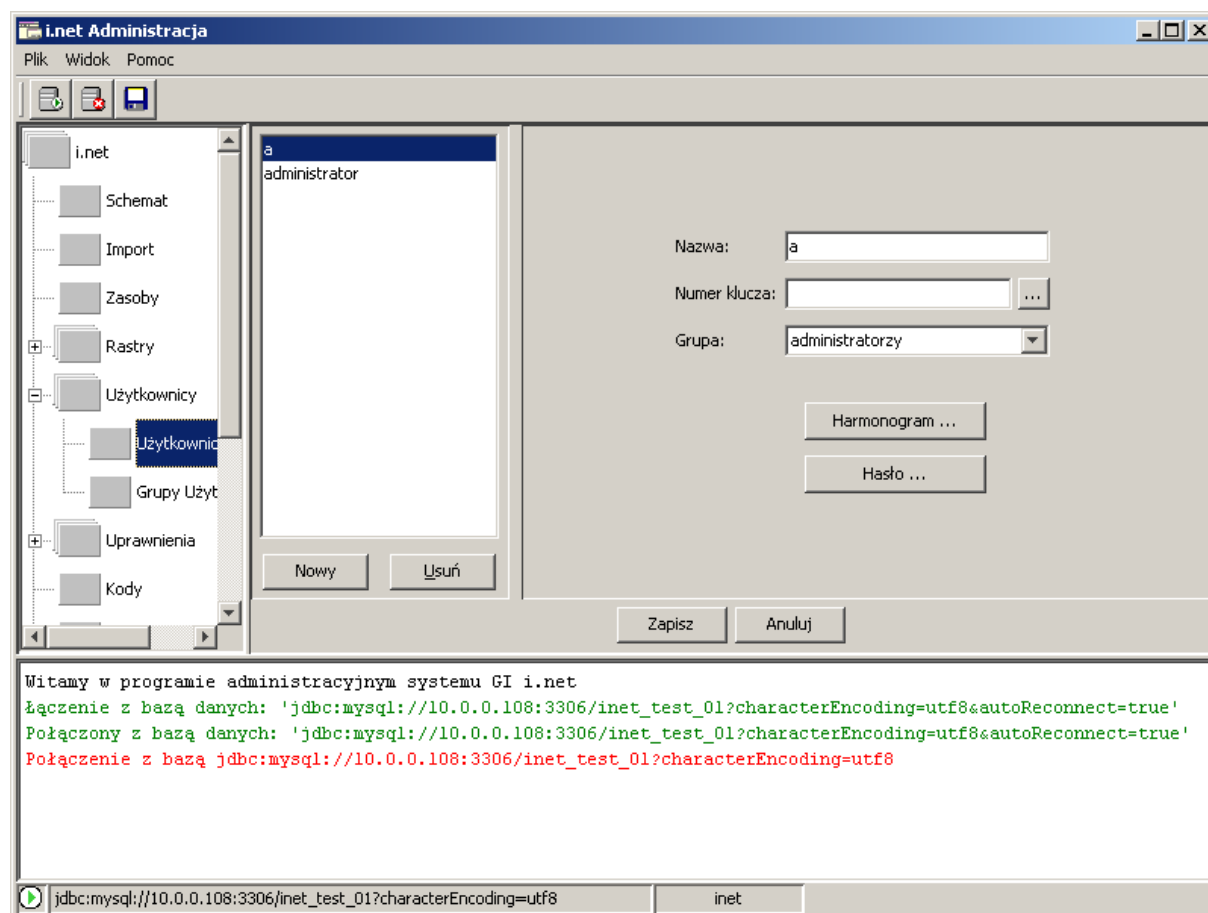 i.net Administracja
Plik Widok Pomoc
i.net
Schemat
Import
Zasoby
Rastry
Użytkownicy
Użytkownic
Grupy Użyt
Uprawnienia
Kody
a
administrator
Nowy Usuń
Nazwa: a
Numer klucza: ...
Grupa: administratorzy
Harmonogram ...
Hasło ...
Zapisz Anuluj
Witamy w programie administracyjnym systemu GI i.net
Łączenie z bazą danych: 'jdbc:mysql://10.0.0.108:3306/inet_test_01?characterEncoding=utf8&autoReconnect=true'
Połączony z bazą danych: 'jdbc:mysql://10.0.0.108:3306/inet_test_01?characterEncoding=utf8&autoReconnect=true'
Połączenie z bazą jdbc:mysql://10.0.0.108:3306/inet_test_01?characterEncoding=utf8
jdbc:mysql://10.0.0.108:3306/inet_test_01?characterEncoding=utf8 inet